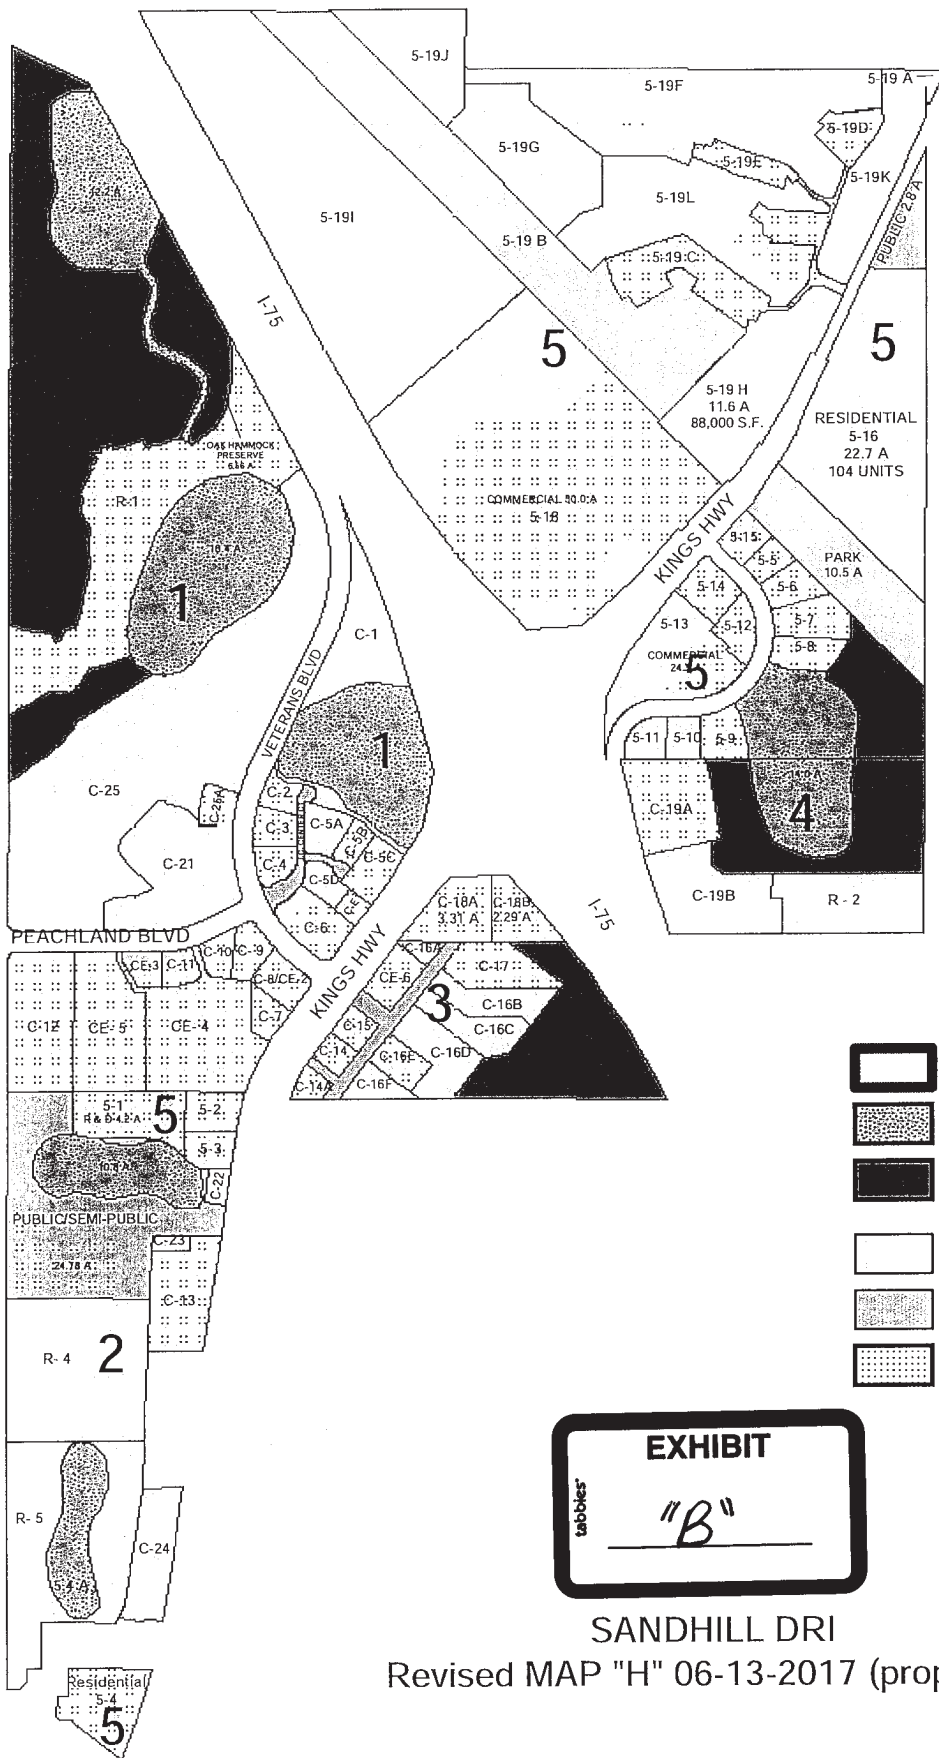 5-19J
5-19F
5-19 A
5-19D
5-19G
5-19E
5-19K
5-19L
PUBLIC 2.8 A
5-19I
5-19 B
5-19 C
I-75
5
5
5-19 H
11.6 A
88,000 S.F.
RESIDENTIAL
5-16
22.7 A
104 UNITS
OAK HAMMOCK
PRESERVE
R-1
COMMERCIAL
5-18
KINGS HWY
5-15
5-5
PARK
10.5 A
5-14
5-6
1
5-13
5-12
5-7
C-1
5-8
COMMERCIAL
5
VETERANS BLVD
1
5-11
5-10
5-9
C-25
C-25A
C-2
C-3
C-5A
C-5B
C-19A
4
C-21
C-4
C-5C
C-5D
C-6
C-18A
3.31 A
C-18B
2.29 A
I-75
C-19B
R - 2
PEACHLAND BLVD
KINGS HWY
CE-3
C-11
C-10
C-9
C-16A
C-17
C-8/CE-2
CE-6
3
C-16B
C-12
CE- 5
CE- 4
C-7
C-15
C-16C
C-14
C-16E
C-16D
C-14A
C-16F
5-1
R & D 4.2 A
5
5-2
5-3
C-22
PUBLIC/SEMI-PUBLIC
C-23
24.78 A
C-13
R- 4
2
R- 5
C-24
5.4 A
Residential
5-4
5
EXHIBIT
tabbies
"B"
SANDHILL DRI
Revised MAP "H" 06-13-2017 (prop